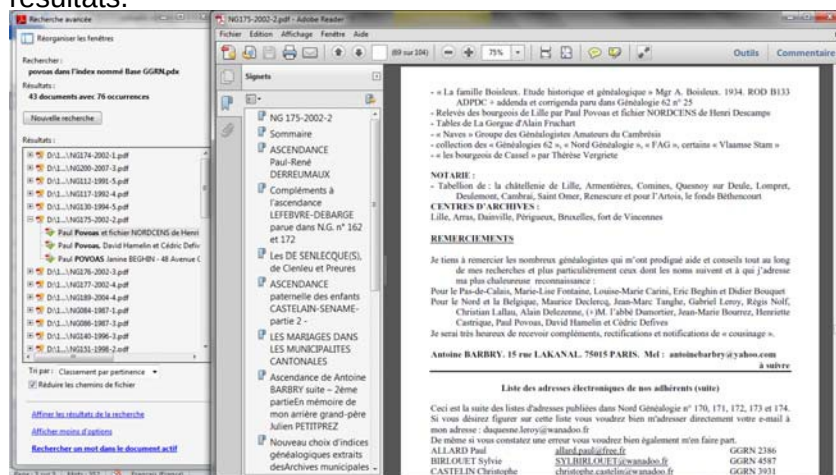 résultats.
Recherche avancée
Réorganiser les fenêtres
Rechercher :
povoas dans l'index nommé Base GGRN.pdx
Résultats :
43 documents avec 76 occurrences
Nouvelle recherche
Résultats :
D:\1...\NG174-2002-1.pdf
D:\1...\NG200-2007-3.pdf
D:\1...\NG112-1991-5.pdf
D:\1...\NG117-1992-4.pdf
D:\1...\NG130-1994-5.pdf
D:\1...\NG175-2002-2.pdf
Paul Povoas et fichier NORDCENS de Henri
Paul Povoas, David Hamelin et Cédric Defiv
Paul POVOAS Janine BEGHIN - 48 Avenue C
D:\1...\NG176-2002-3.pdf
D:\1...\NG177-2002-4.pdf
D:\1...\NG189-2004-4.pdf
D:\1...\NG084-1987-1.pdf
D:\1...\NG086-1987-3.pdf
D:\1...\NG140-1996-3.pdf
D:\1...\NG151-1998-2.pdf
Tri par : Classement par pertinence
Réduire les chemins de fichier
Affiner les résultats de la recherche
Afficher moins d'options
Rechercher un mot dans le document actif
NG175-2002-2.pdf - Adobe Reader
Fichier Edition Affichage Fenêtre Aide
(69 sur 104) 75% Outils Commentaire
Signets
NG 175-2002-2
Sommaire
ASCENDANCE
Paul-René
DERREUMAUX
Compléments à
l'ascendance
LEFEBVRE-DEBARGE
parue dans N.G. n° 162
et 172
Les DE SENLECQUE(S),
de Clenleu et Preures
ASCENDANCE
paternelle des enfants
CASTELAIN-SENAME-
partie 2 -
LES MARIAGES DANS
LES MUNICIPALITES
CANTONALES
Ascendance de Antoine
BARBRY suite – 2ème
partieEn mémoire de
mon arrière grand-père
Julien PETITPREZ
Nouveau choix d'indices
généalogiques extraits
desArchives municipales
- « La famille Boisleux. Etude historique et généalogique » Mgr A. Boisleux. 1934. ROD B133
ADPDC + addenda et corrigenda paru dans Généalogie 62 n° 25
- Relevés des bourgeois de Lille par Paul Povoas et fichier NORDCENS de Henri Descamps
- Tables de La Gorgue d'Alain Fruchart
- « Naves » Groupe des Généalogistes Amateurs du Cambrésis
- collection des « Généalogies 62 », « Nord Généalogie », « FAG », certains « Vlaamse Stam »
- « les bourgeois de Cassel » par Thérèse Vergriete
NOTARIE :
- Tabellion de : la châtellenie de Lille, Armentières, Comines, Quesnoy sur Deule, Lompret,
Deulemont, Cambrai, Saint Omer, Renescure et pour l'Artois, le fonds Béthencourt
CENTRES D'ARCHIVES :
Lille, Arras, Dainville, Périgueux, Bruxelles, fort de Vincennes
REMERCIEMENTS
Je tiens à remercier les nombreux généalogistes qui m'ont prodigué aide et conseils tout au long
de mes recherches et plus particulièrement ceux dont les noms suivent et à qui j'adresse
ma plus chaleureuse reconnaissance :
Pour le Pas-de-Calais, Marie-Lise Fontaine, Louise-Marie Carini, Eric Beghin et Didier Bouquet
Pour le Nord et la Belgique, Maurice Declercq, Jean-Marc Tanghe, Gabriel Leroy, Régis Nolf,
Christian Lallau, Alain Delezenne, (+)M. l'abbé Dumortier, Jean-Marie Bourrez, Henriette
Castrique, Paul Povoas, David Hamelin et Cédric Defives
Je serai très heureux de recevoir compléments, rectifications et notifications de « cousinage ».
Antoine BARBRY. 15 rue LAKANAL. 75015 PARIS. Mel : antoinebarbry@yahoo.com
à suivre
Liste des adresses électroniques de nos adhérents (suite)
Ceci est la suite des listes d'adresses publiées dans Nord Généalogie n° 170, 171, 172, 173 et 174.
Si vous désirez figurer sur cette liste vous voudrez bien m'adresser directement votre e-mail à
mon adresse : duquesne.leroy@wanadoo.fr
De même si vous constatez une erreur vous voudrez bien également m'en faire part.
ALLARD Paul allard.paul@free.fr GGRN 2386
BIRLOUET Sylvie SYLBIRLOUET@wanadoo.fr GGRN 4587
CASTELIN Christophe christophe.castelin@wanadoo.fr GGRN 3931